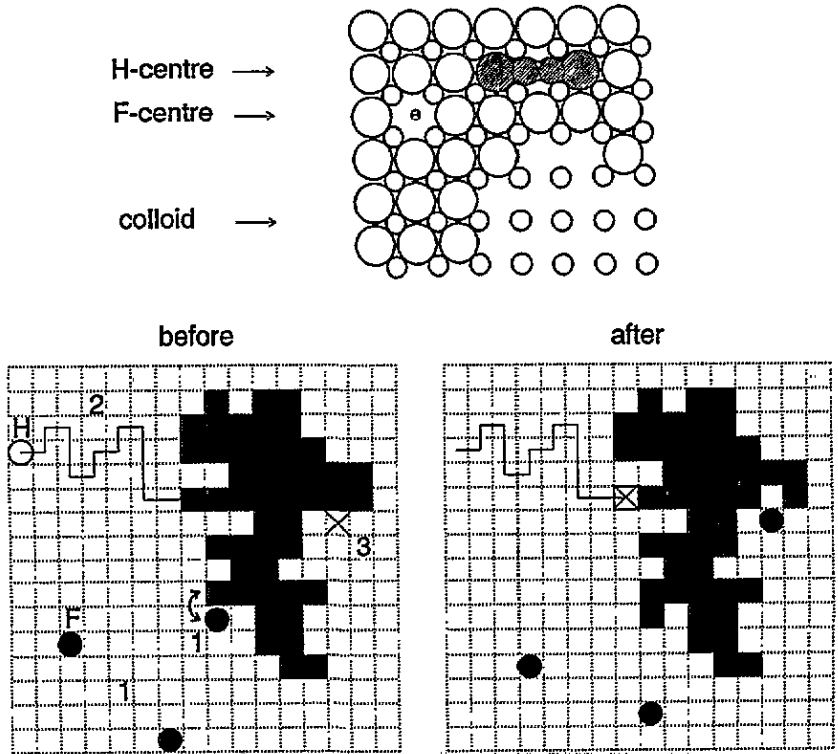 H-centre →
F-centre →
e
colloid →
before after
2
H
3
F
1
1